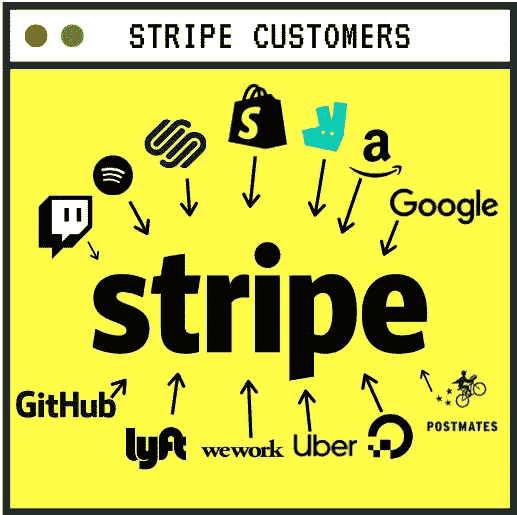 STRIPE CUSTOMERS
S
a
Google
stripe
GitHub
lyft
wework
Uber
POSTMATES